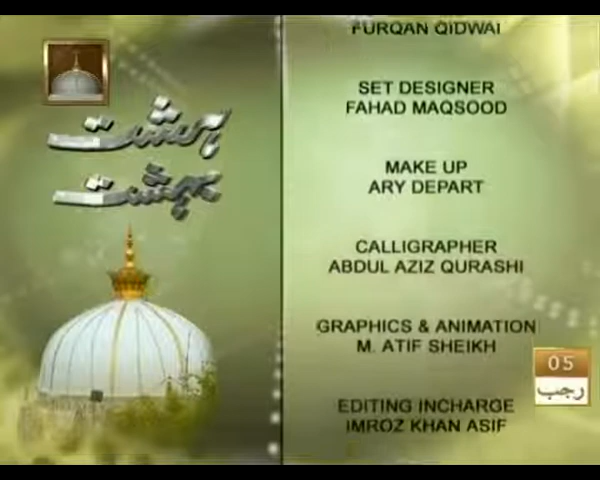 ہشت
بہشت
FURQAN QIDWAI
SET DESIGNER
FAHAD MAQSOOD
MAKE UP
ARY DEPART
CALLIGRAPHER
ABDUL AZIZ QURASHI
GRAPHICS & ANIMATION
M. ATIF SHEIKH
EDITING INCHARGE
IMROZ KHAN ASIF
05
رجب